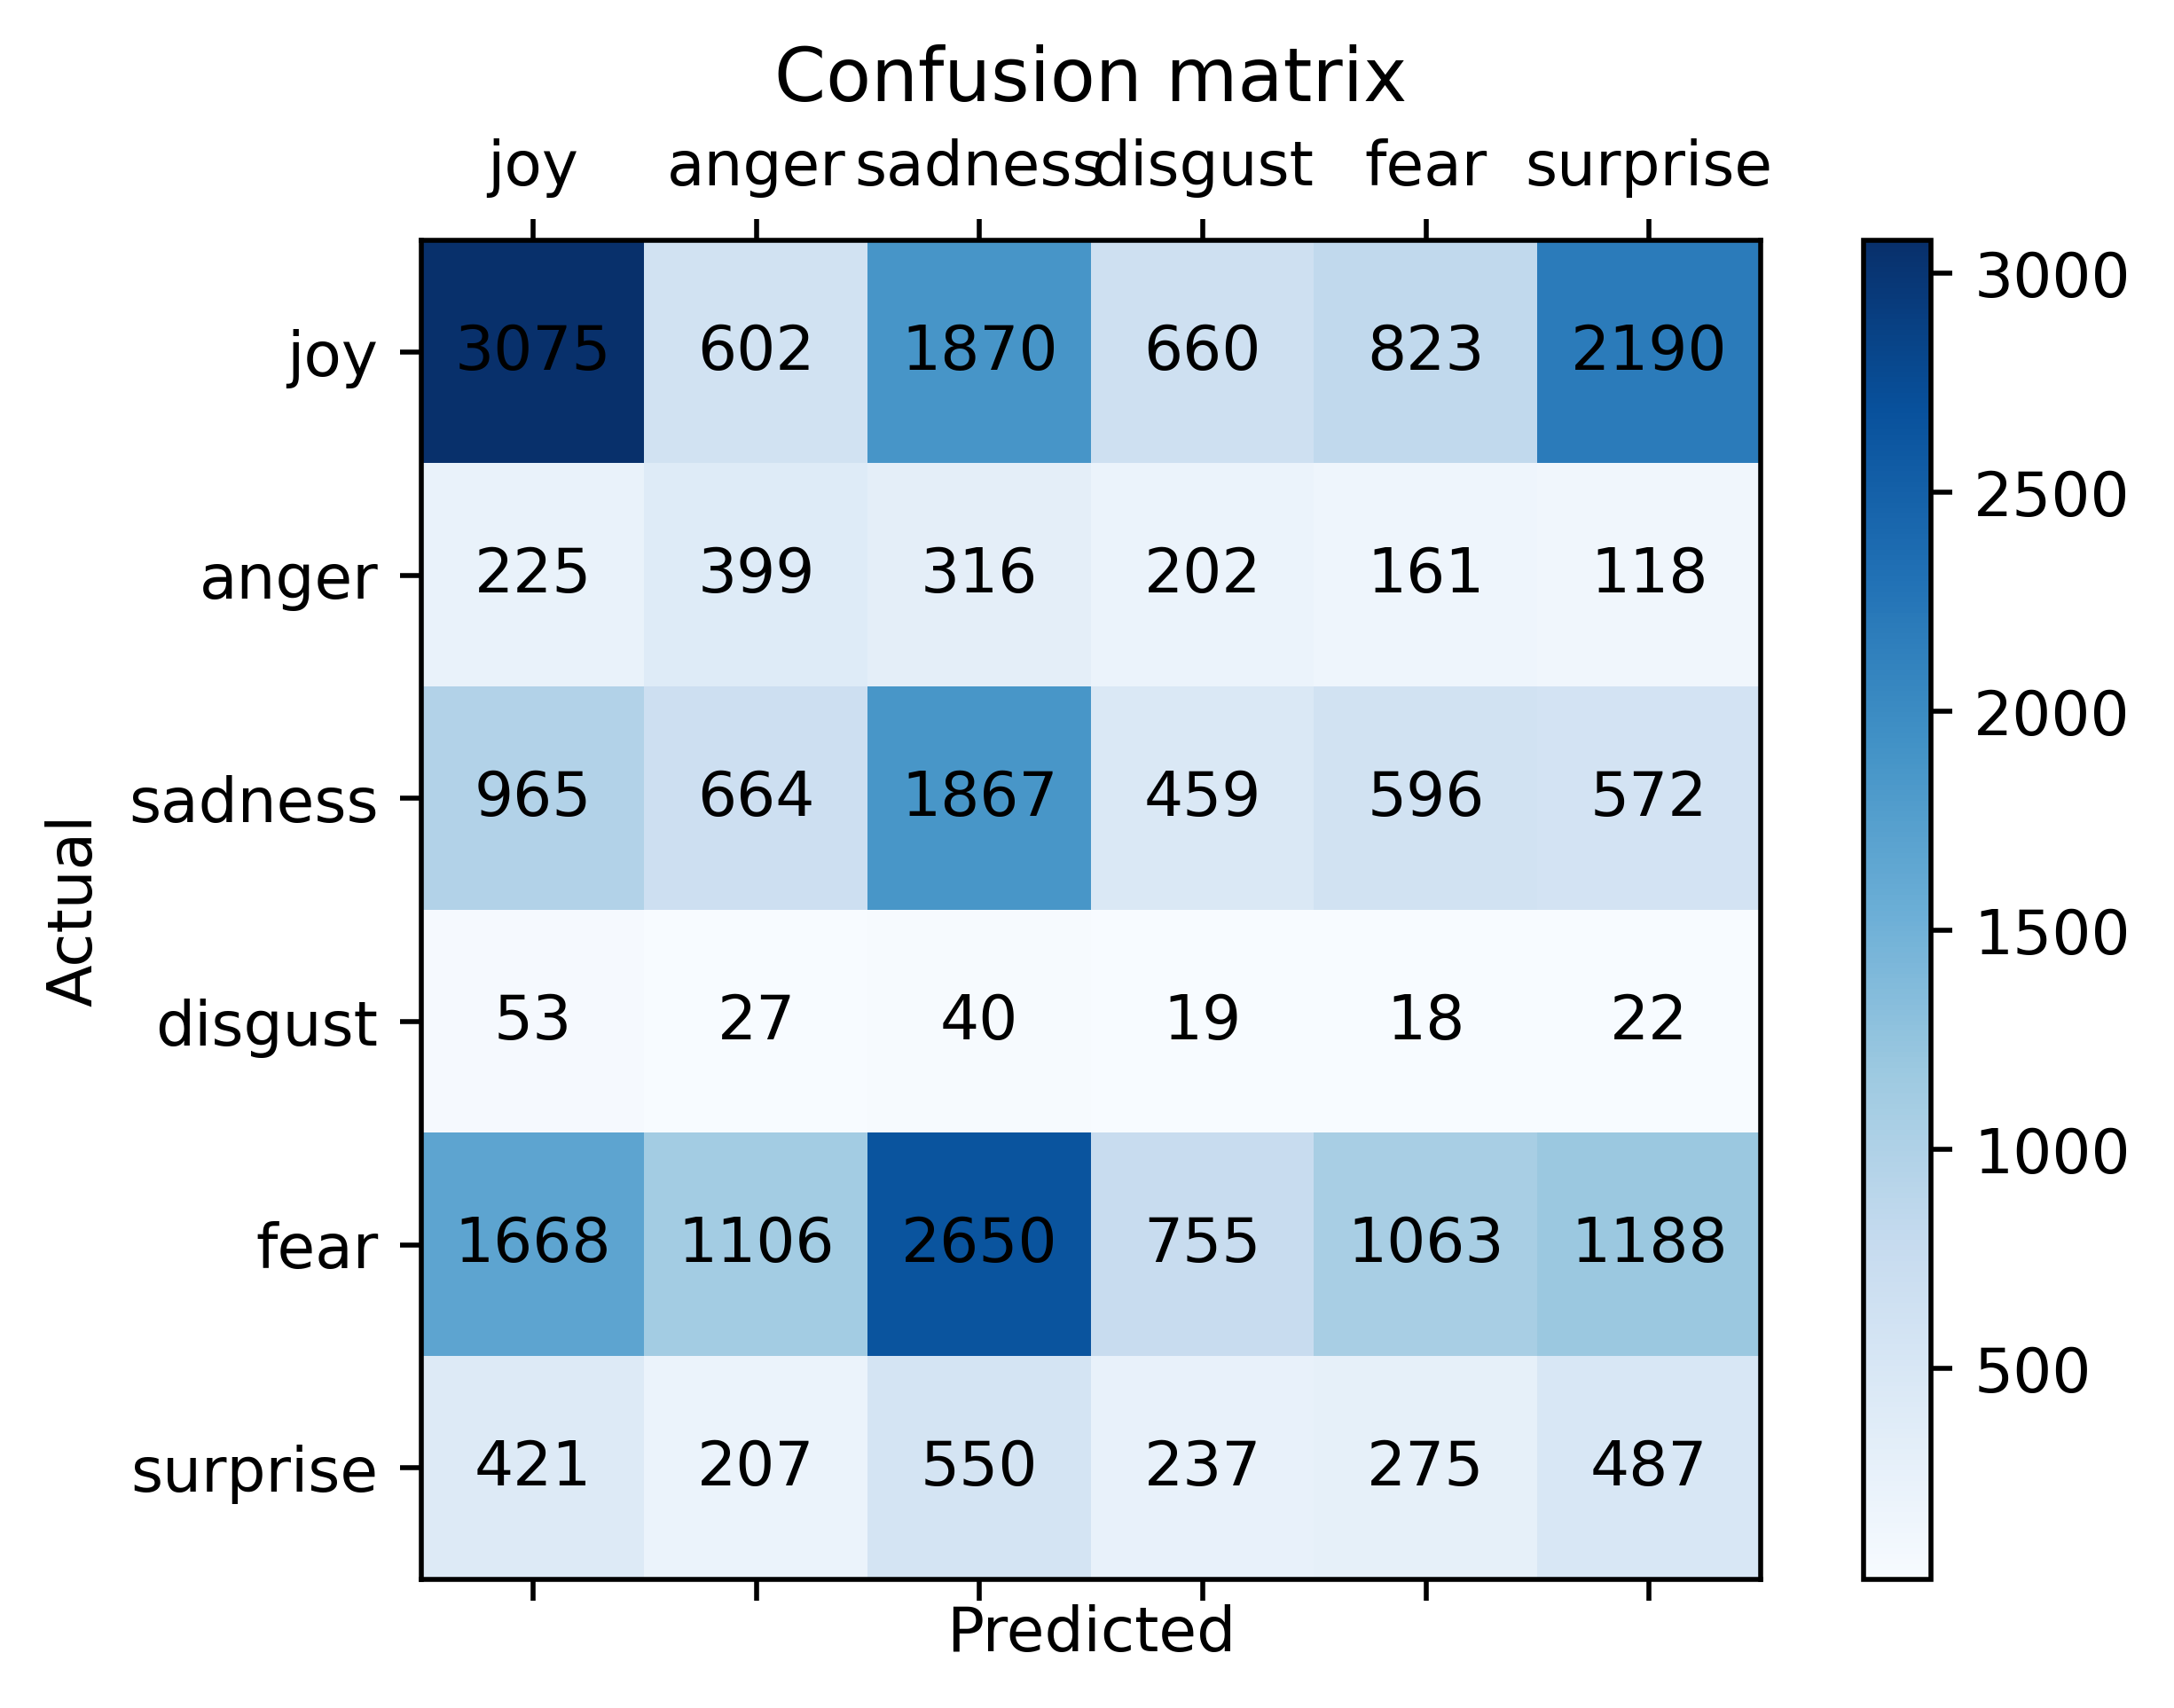 Confusion matrix
joy anger sadness disgust fear surprise
joy 3075 602 1870 660 823 2190 3000
anger 225 399 316 202 161 118 2500
sadness 965 664 1867 459 596 572 2000
Actual
disgust 53 27 40 19 18 22 1500
fear 1668 1106 2650 755 1063 1188 1000
surprise 421 207 550 237 275 487 500
Predicted